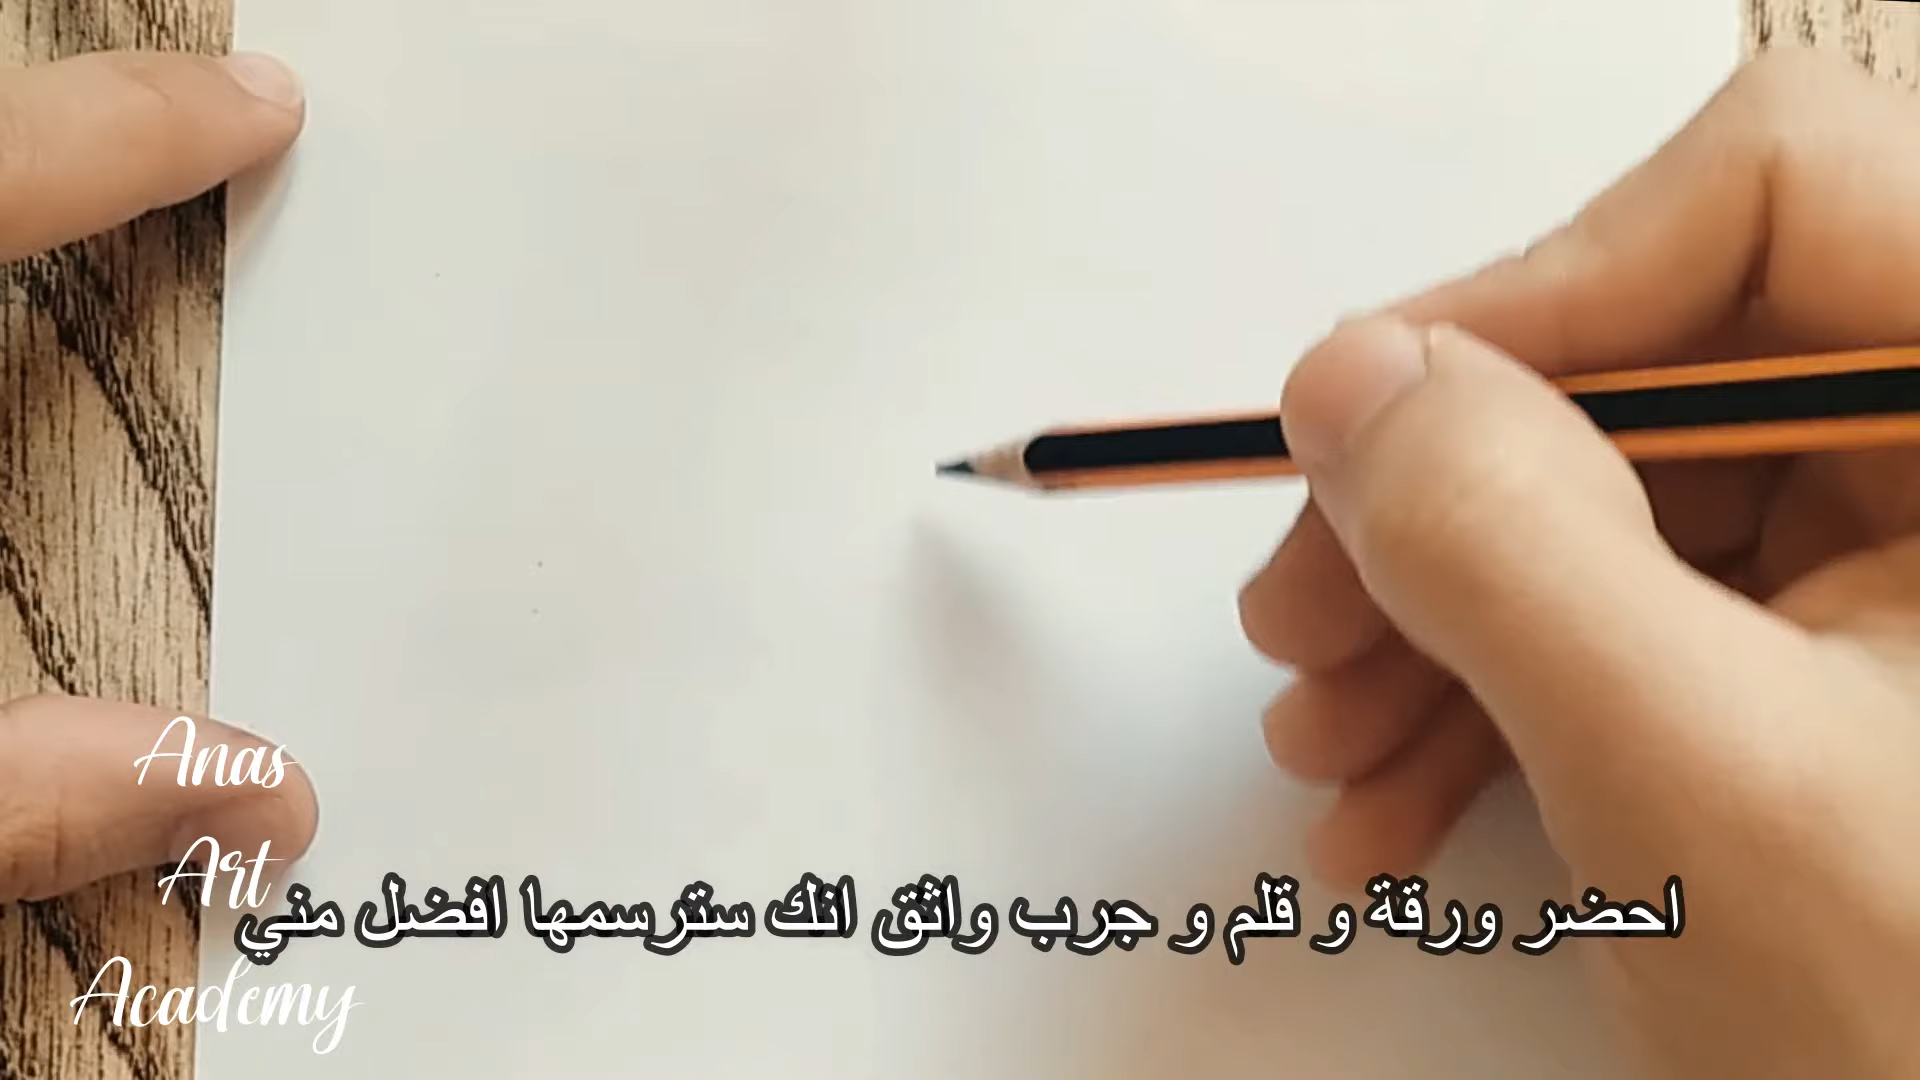 Anas
Art
احضر ورقة و قلم و جرب واثق انك سترسمها افضل مني
Academy